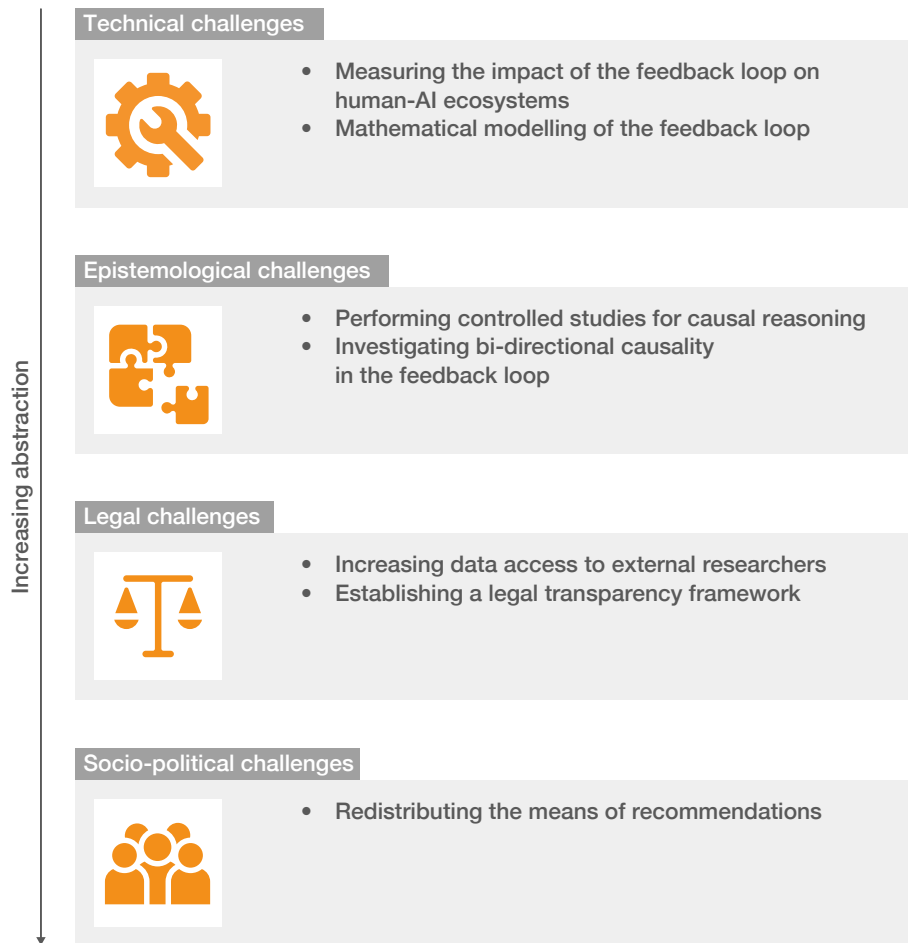 Increasing abstraction
Technical challenges
• Measuring the impact of the feedback loop on
human-AI ecosystems
• Mathematical modelling of the feedback loop
Epistemological challenges
• Performing controlled studies for causal reasoning
• Investigating bi-directional causality
in the feedback loop
Legal challenges
• Increasing data access to external researchers
• Establishing a legal transparency framework
Socio-political challenges
• Redistributing the means of recommendations